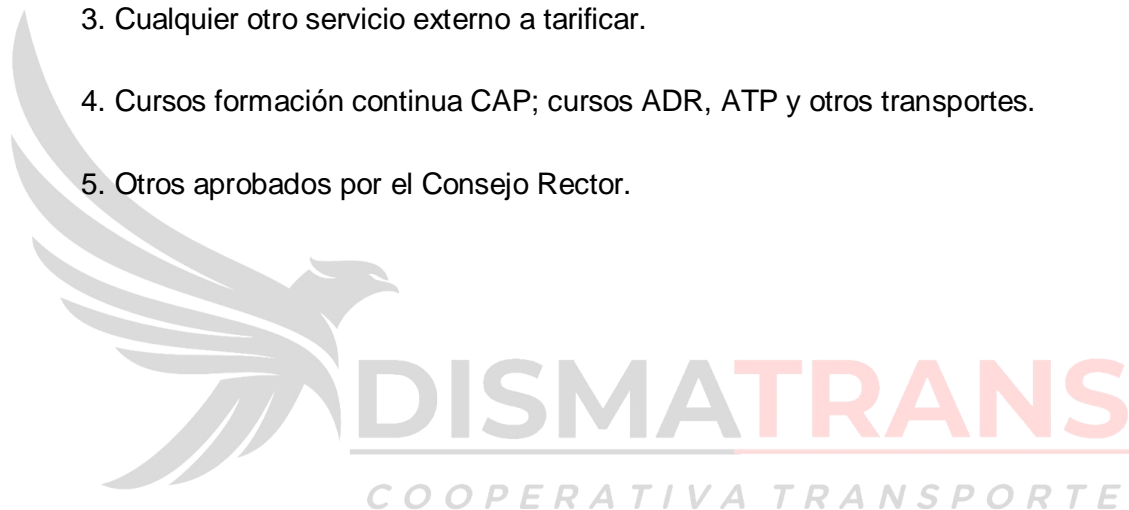 3. Cualquier otro servicio externo a tarificar.
4. Cursos formación continua CAP; cursos ADR, ATP y otros transportes.
5. Otros aprobados por el Consejo Rector.
DISMATRANS
COOPERATIVA TRANSPORTE